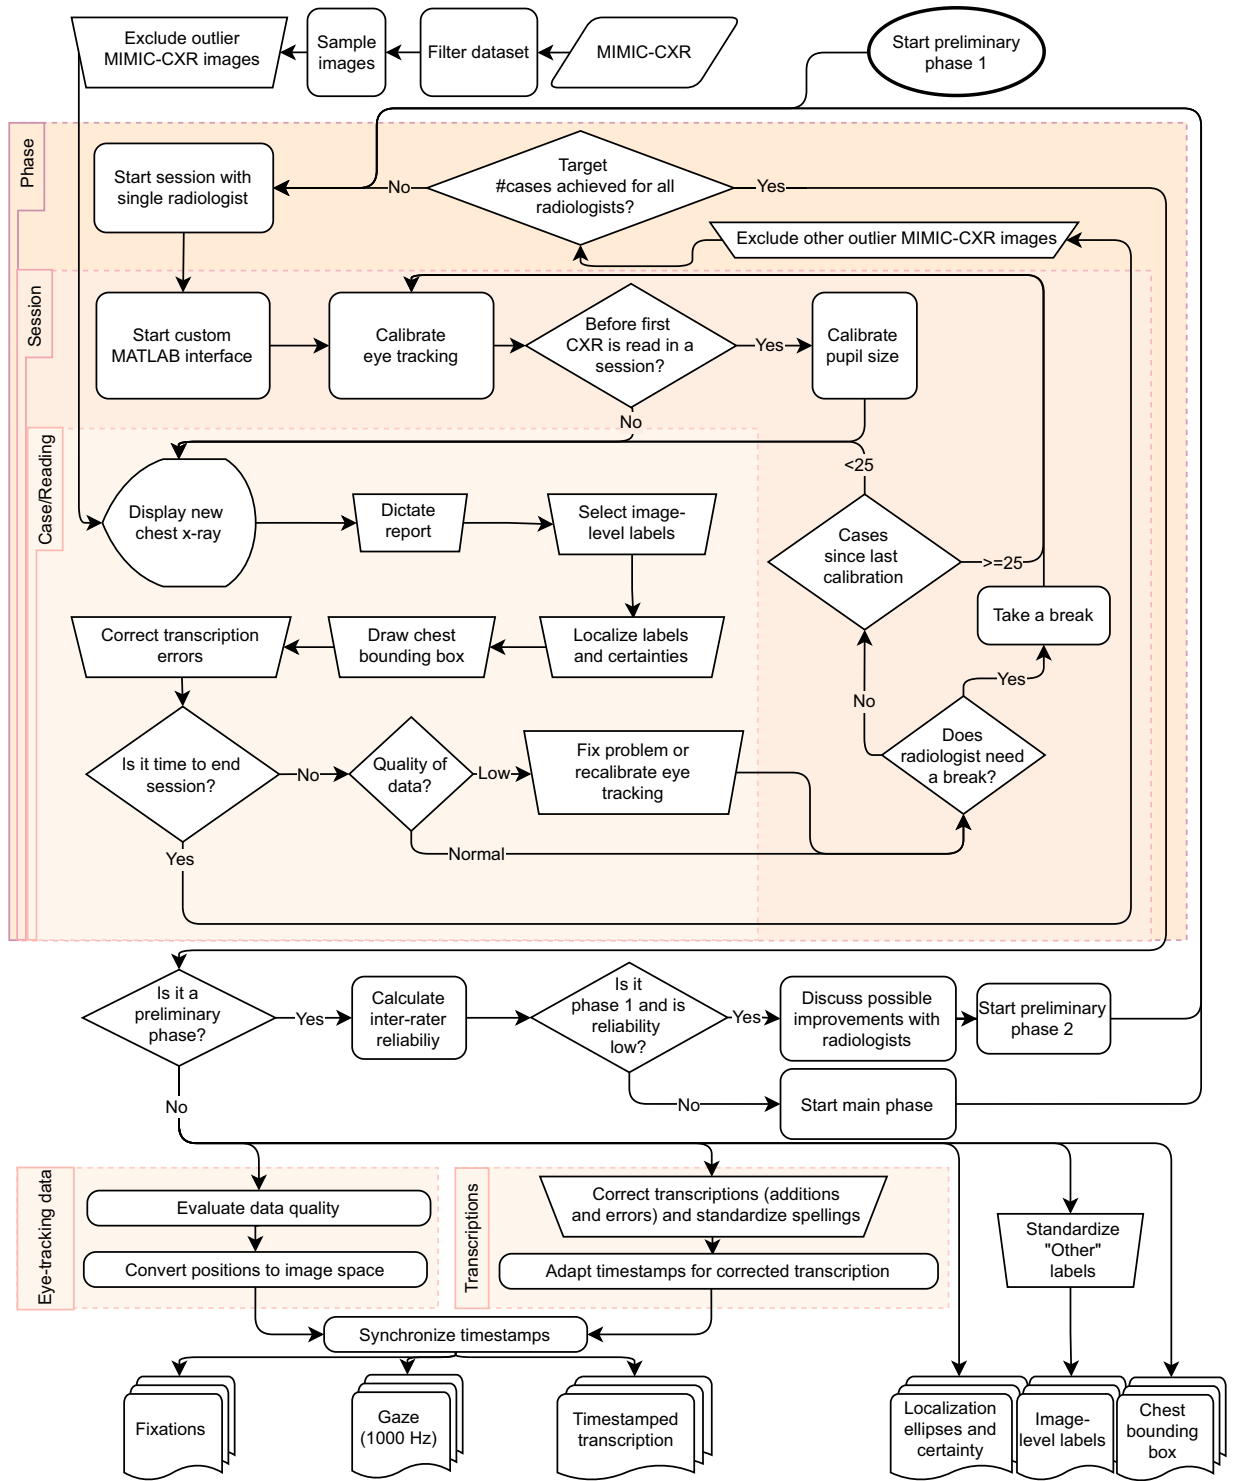 Exclude outlier
MIMIC-CXR images
Sample
images
Filter dataset
MIMIC-CXR
Start preliminary
phase 1
Phase
Start session with
single radiologist
No
Target
#cases achieved for all
radiologists?
Yes
Exclude other outlier MIMIC-CXR images
Session
Start custom
MATLAB interface
Calibrate
eye tracking
Before first
CXR is read in a
session?
Yes
Calibrate
pupil size
No
Case/Reading
<25
Display new
chest x-ray
Dictate
report
Select image-
level labels
Cases
since last
calibration
>=25
Take a break
Correct transcription
errors
Draw chest
bounding box
Localize labels
and certainties
Yes
No
Is it time to end
session?
No
Quality of
data?
Low
Fix problem or
recalibrate eye
tracking
Does
radiologist need
a break?
Normal
Yes
Is it a
preliminary
phase?
Yes
Calculate
inter-rater
reliabiliy
Is it
phase 1 and is
reliability
low?
Yes
Discuss possible
improvements with
radiologists
Start preliminary
phase 2
No
No
Start main phase
Eye-tracking data
Evaluate data quality
Convert positions to image space
Transcriptions
Correct transcriptions (additions
and errors) and standardize spellings
Adapt timestamps for corrected transcription
Standardize
"Other"
labels
Synchronize timestamps
Fixations
Gaze
(1000 Hz)
Timestamped
transcription
Localization
ellipses and
certainty
Image-
level labels
Chest
bounding
box